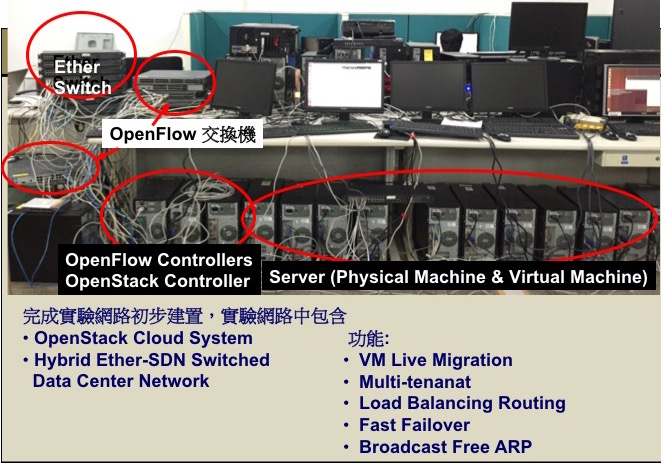 Ether
Switch
OpenFlow 交換機
OpenFlow Controllers
OpenStack Controller
Server (Physical Machine & Virtual Machine)
完成實驗網路初步建置，實驗網路中包含
• OpenStack Cloud System
• Hybrid Ether-SDN Switched
Data Center Network
功能:
• VM Live Migration
• Multi-tenanat
• Load Balancing Routing
• Fast Failover
• Broadcast Free ARP